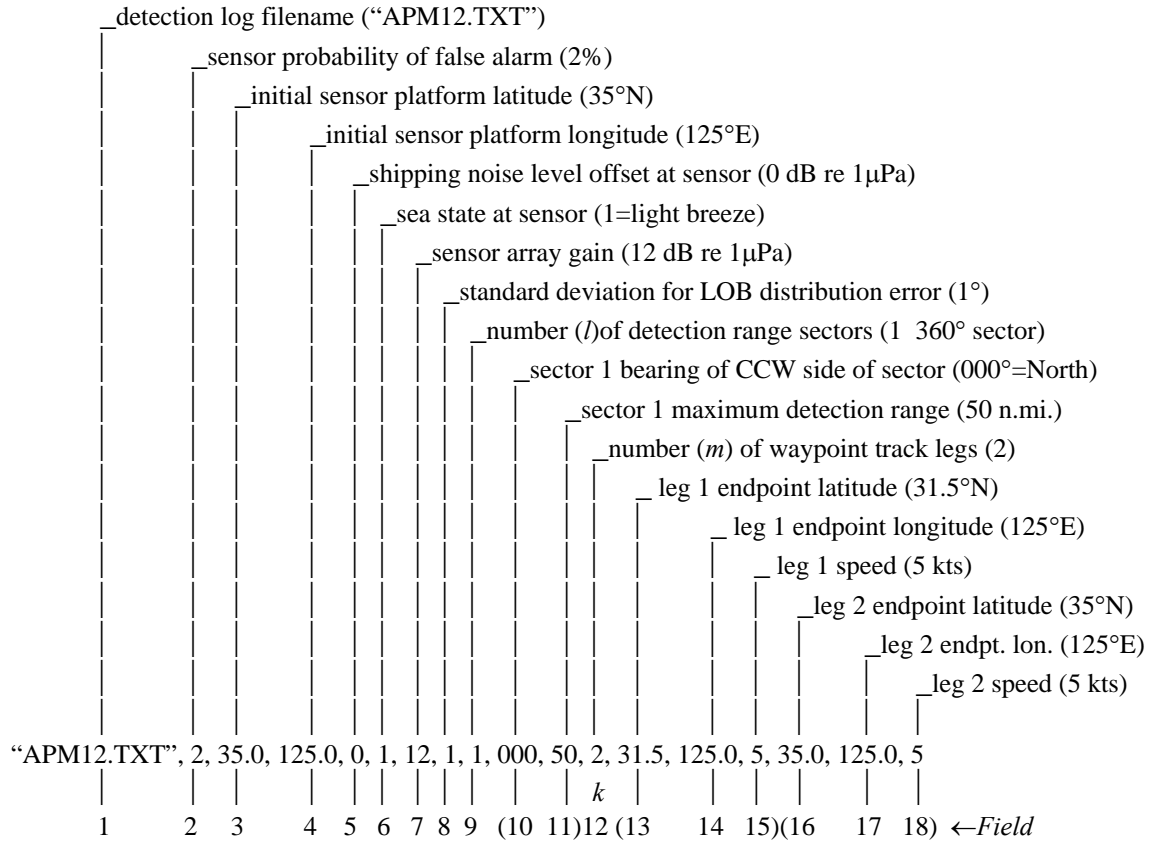 _detection log filename (“APM12.TXT”)
_sensor probability of false alarm (2%)
_initial sensor platform latitude (35°N)
_initial sensor platform longitude (125°E)
_shipping noise level offset at sensor (0 dB re 1μPa)
_sea state at sensor (1=light breeze)
_sensor array gain (12 dB re 1μPa)
_standard deviation for LOB distribution error (1°)
_number (l)of detection range sectors (1 360° sector)
_sector 1 bearing of CCW side of sector (000°=North)
_sector 1 maximum detection range (50 n.mi.)
_number (m) of waypoint track legs (2)
_ leg 1 endpoint latitude (31.5°N)
_ leg 1 endpoint longitude (125°E)
_ leg 1 speed (5 kts)
_leg 2 endpoint latitude (35°N)
_leg 2 endpt. lon. (125°E)
_leg 2 speed (5 kts)
“APM12.TXT”, 2, 35.0, 125.0, 0, 1, 12, 1, 1, 000, 50, 2, 31.5, 125.0, 5, 35.0, 125.0, 5
k
1 2 3 4 5 6 7 8 9 (10 11)12 (13 14 15)(16 17 18) ←Field